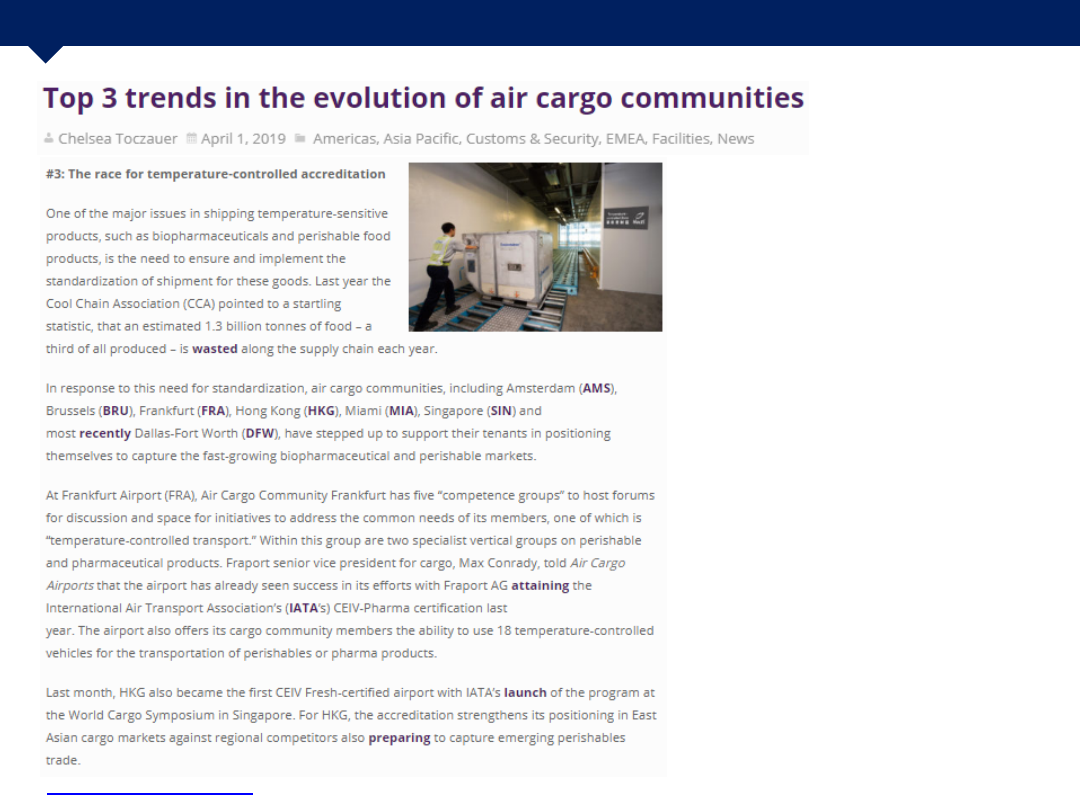 Top 3 trends in the evolution of air cargo communities
Chelsea Toczauer April 1, 2019 Americas, Asia Pacific, Customs & Security, EMEA, Facilities, News
#3: The race for temperature-controlled accreditation
One of the major issues in shipping temperature-sensitive
products, such as biopharmaceuticals and perishable food
products, is the need to ensure and implement the
standardization of shipment for these goods. Last year the
Cool Chain Association (CCA) pointed to a startling
statistic, that an estimated 1.3 billion tonnes of food – a
third of all produced – is wasted along the supply chain each year.
In response to this need for standardization, air cargo communities, including Amsterdam (AMS),
Brussels (BRU), Frankfurt (FRA), Hong Kong (HKG), Miami (MIA), Singapore (SIN) and
most recently Dallas-Fort Worth (DFW), have stepped up to support their tenants in positioning
themselves to capture the fast-growing biopharmaceutical and perishable markets.
At Frankfurt Airport (FRA), Air Cargo Community Frankfurt has five “competence groups” to host forums
for discussion and space for initiatives to address the common needs of its members, one of which is
“temperature-controlled transport.” Within this group are two specialist vertical groups on perishable
and pharmaceutical products. Fraport senior vice president for cargo, Max Conrady, told Air Cargo
Airports that the airport has already seen success in its efforts with Fraport AG attaining the
International Air Transport Association’s (IATA’s) CEIV-Pharma certification last
year. The airport also offers its cargo community members the ability to use 18 temperature-controlled
vehicles for the transportation of perishables or pharma products.
Last month, HKG also became the first CEIV Fresh-certified airport with IATA’s launch of the program at
the World Cargo Symposium in Singapore. For HKG, the accreditation strengthens its positioning in East
Asian cargo markets against regional competitors also preparing to capture emerging perishables
trade.